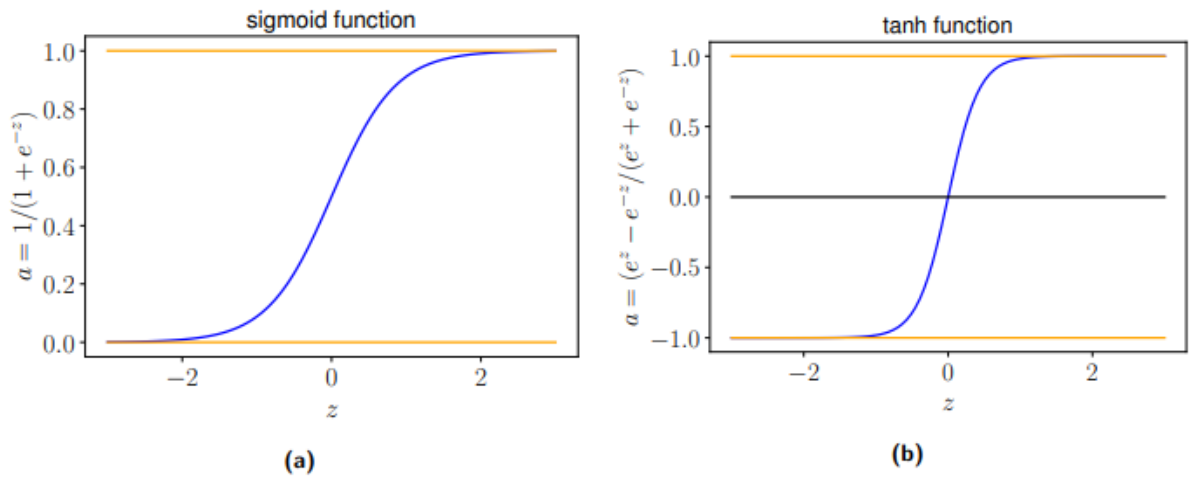 sigmoid function
a = 1/(1 + e^{-z})
1.0
0.8
0.6
0.4
0.2
0.0
−2
0
2
z
(a)
tanh function
a = (e^z − e^{-z}/(e^z + e^{-z})
1.0
0.5
0.0
−0.5
−1.0
−2
0
2
z
(b)